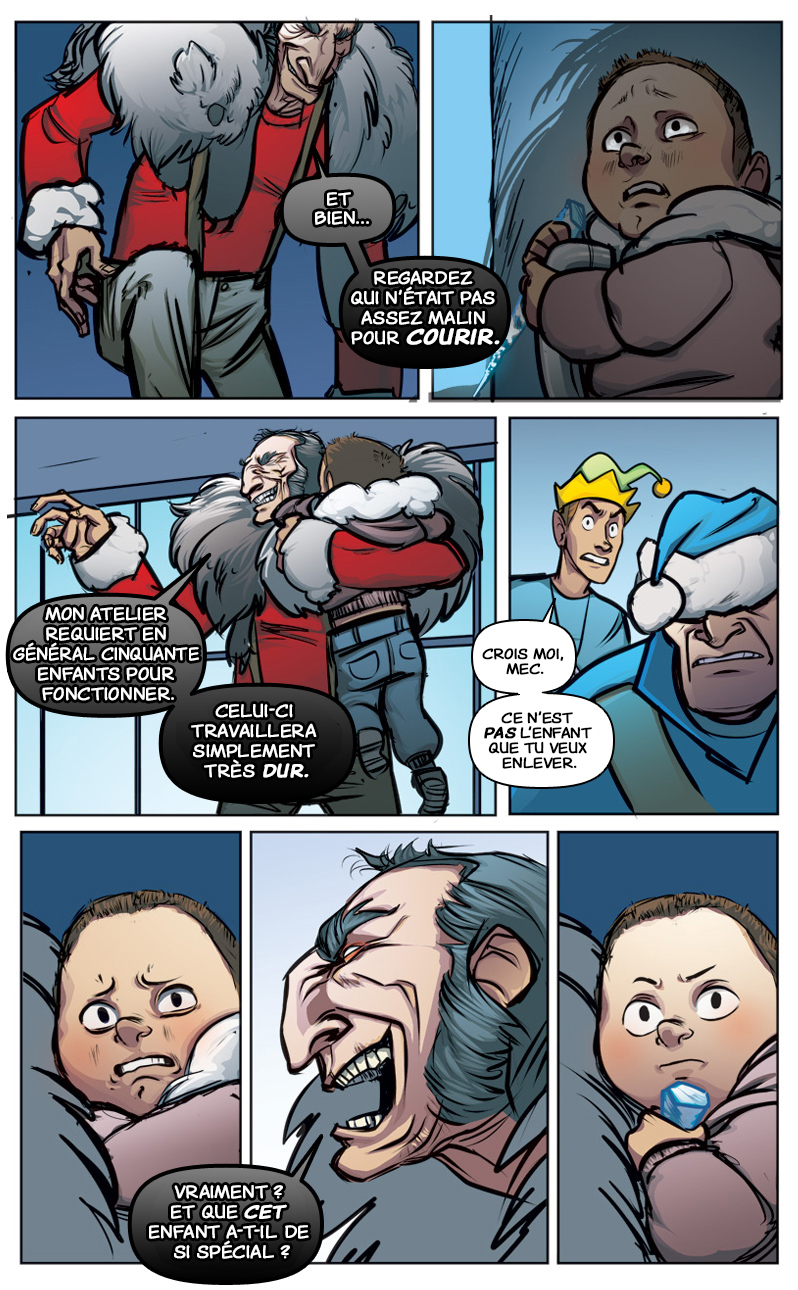 ET
BIEN...
REGARDEZ
QUI N'ÉTAIT PAS
ASSEZ MALIN
POUR COURIR.
MON ATELIER
REQUIERT EN
GÉNÉRAL CINQUANTE
ENFANTS POUR
FONCTIONNER.
CELUI-CI
TRAVAILLERA
SIMPLEMENT
TRÈS DUR.
CROIS MOI,
MEC.
CE N'EST
PAS L'ENFANT
QUE TU VEUX
ENLEVER.
VRAIMENT ?
ET QUE CET
ENFANT A-T-IL DE
SI SPÉCIAL ?